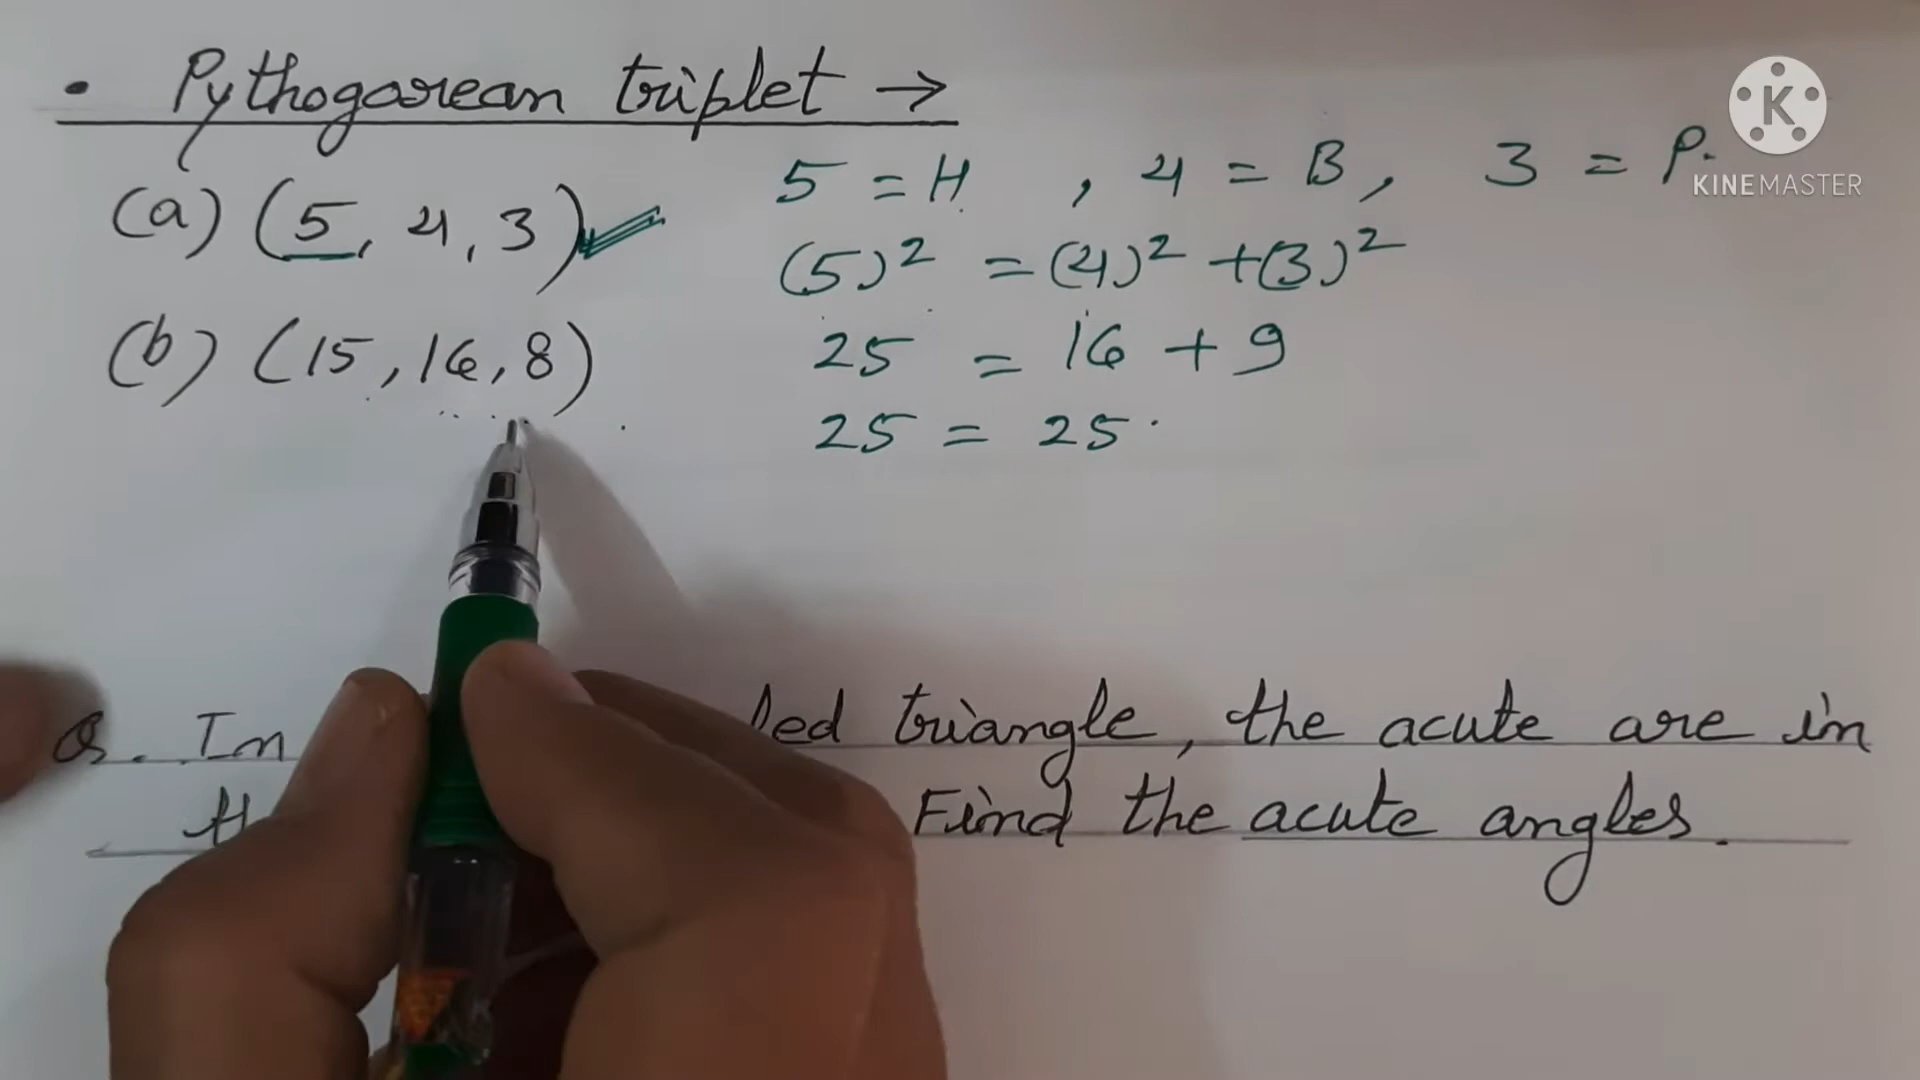 • Pythogorean triplet →
(a) (5, 4, 3)
5 = H , 4 = B, 3 = P.
(5)² = (4)² + (3)²
(b) (15, 16, 8)
25 = 16 + 9
25 = 25.
Q. In led triangle, the acute are in
Find the acute angles.
K
KINEMASTER